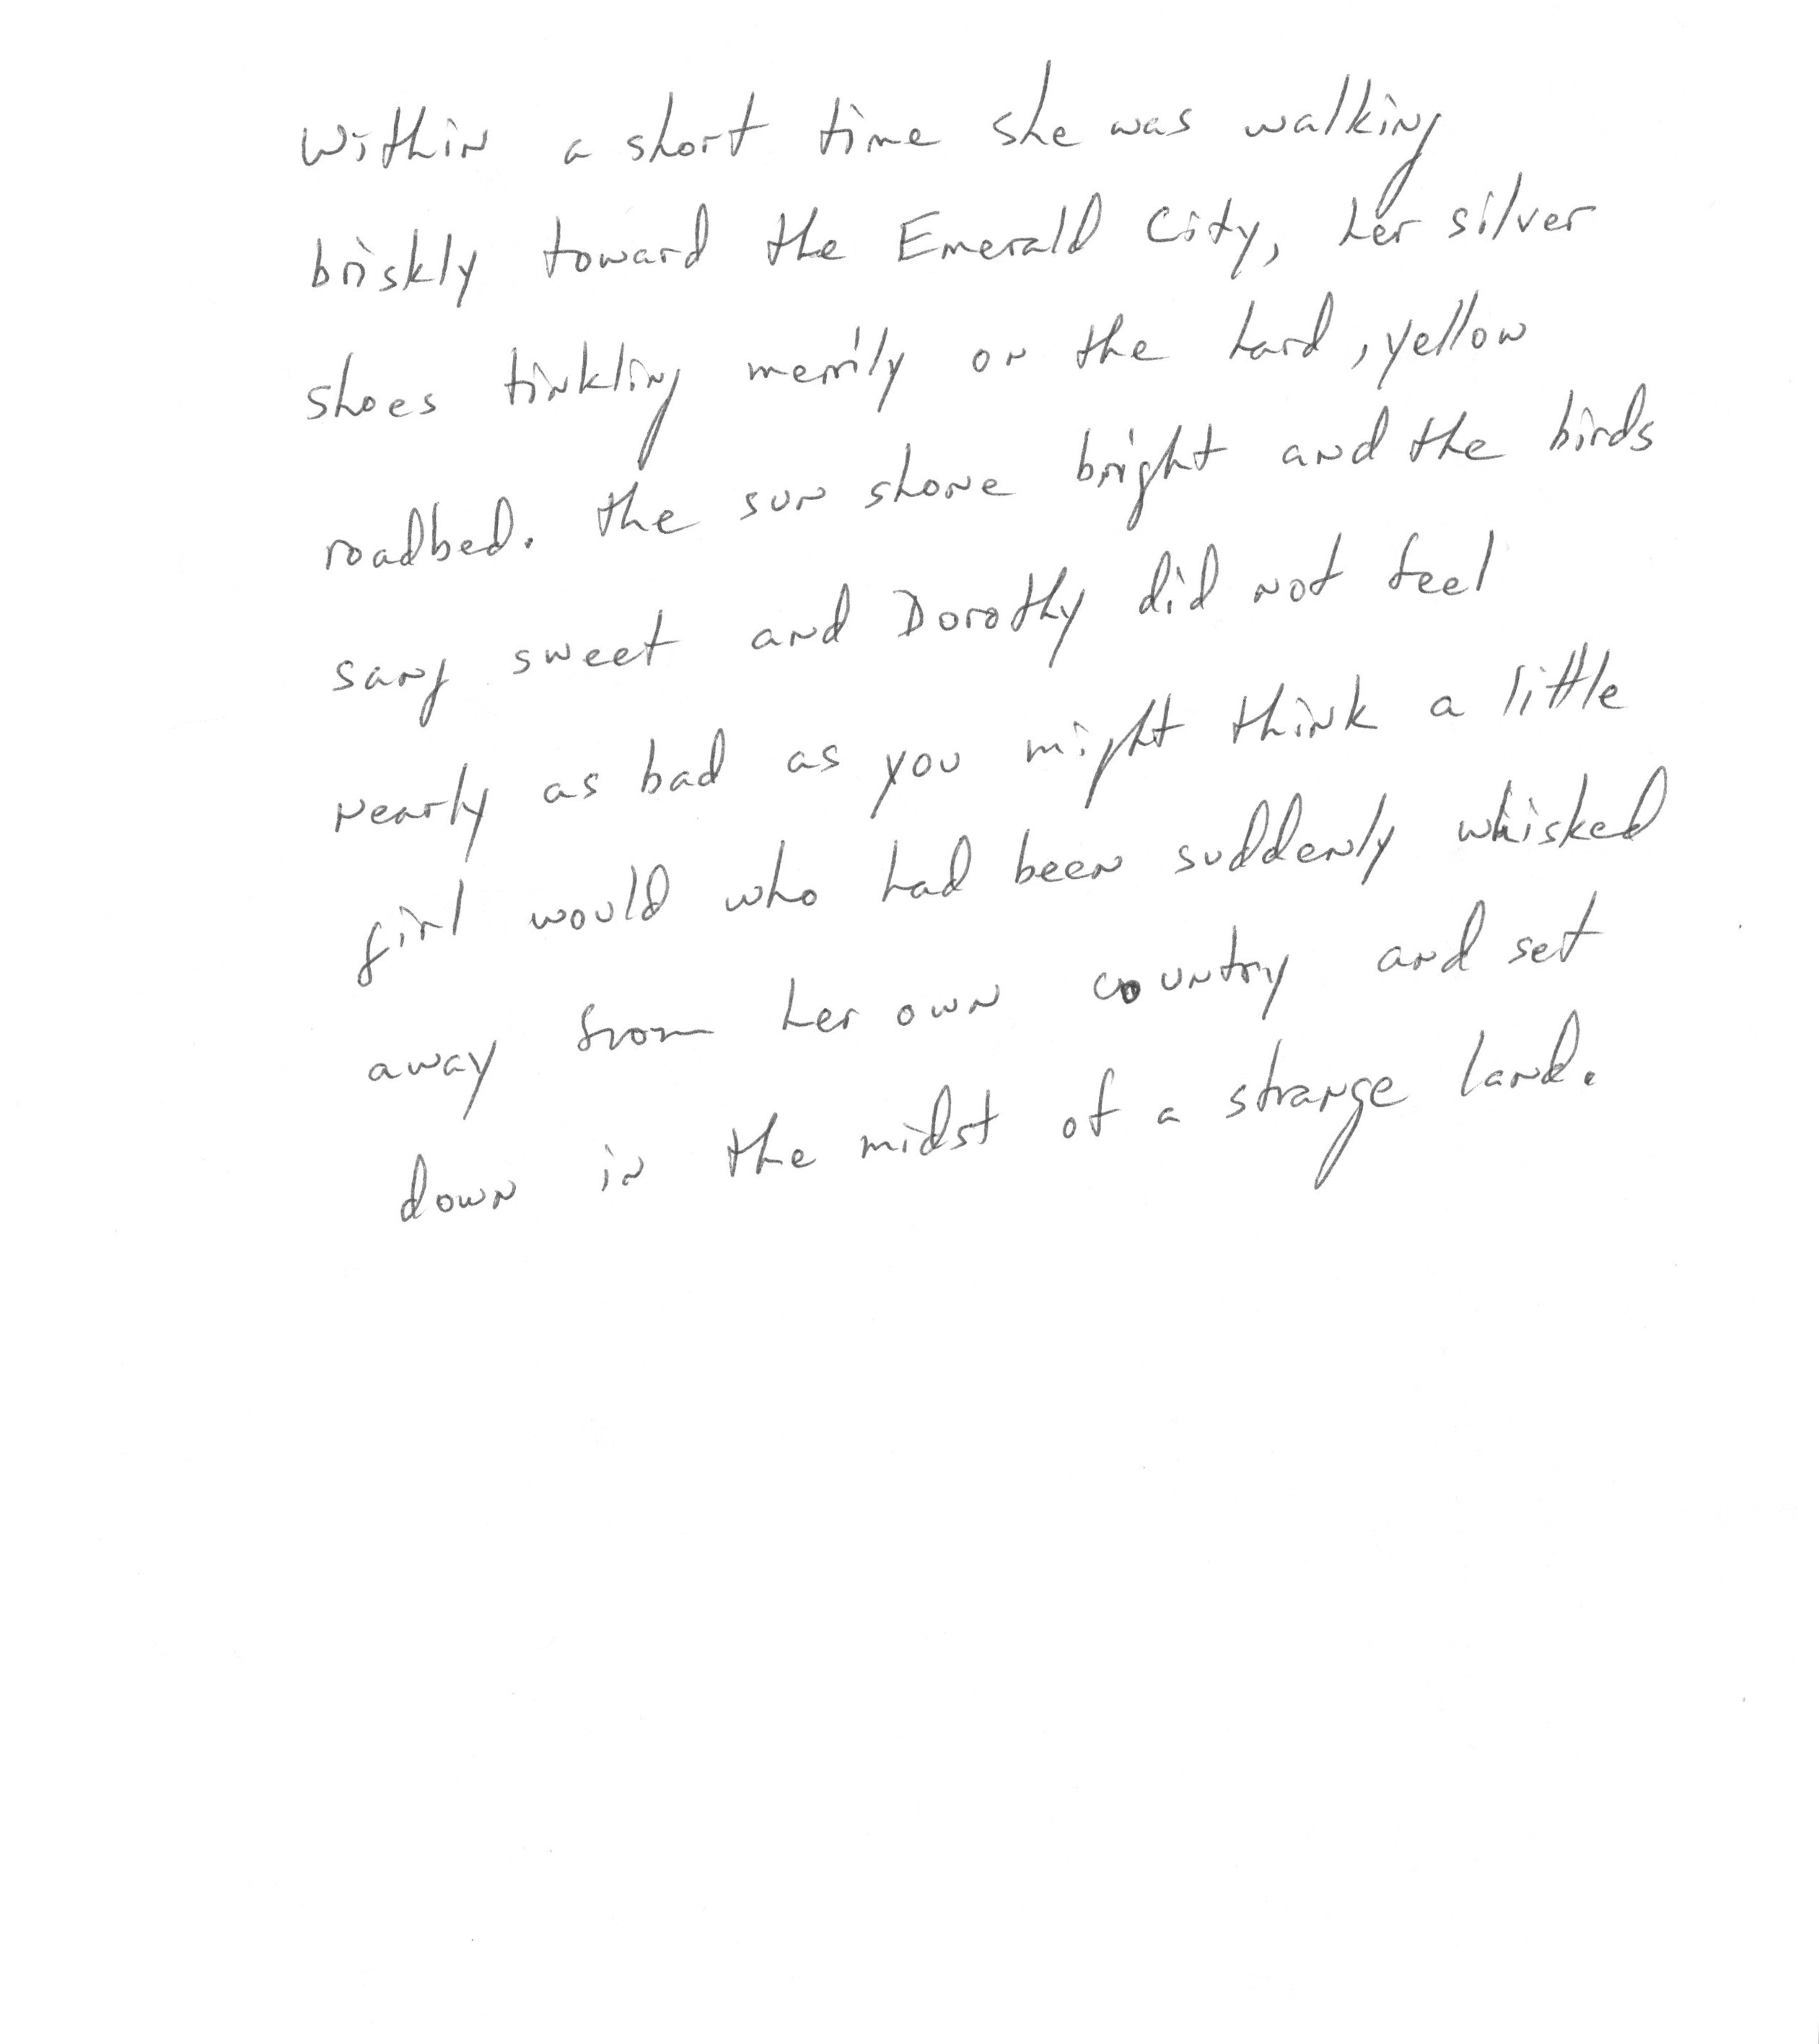 Within a short time she was walking
briskly toward the Emerald City, her silver
shoes tinkling merrily on the hard, yellow
roadbed. the sun shone bright and the birds
sang sweet and Dorothy did not feel
nearly as bad as you might think a little
girl would who had been suddenly whisked
away from her own country and set
down in the midst of a strange land.